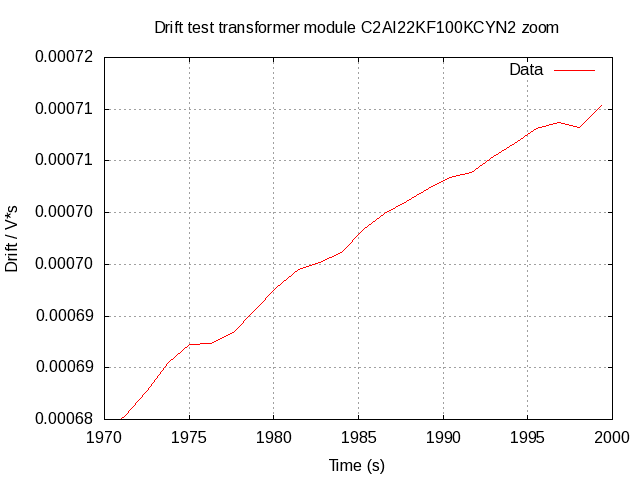 Drift test transformer module C2AI22KF100KCYN2 zoom
0.00072
Data
0.00071
0.00071
0.00070
Drift / V*s
0.00070
0.00069
0.00069
0.00068
1970 1975 1980 1985 1990 1995 2000
Time (s)